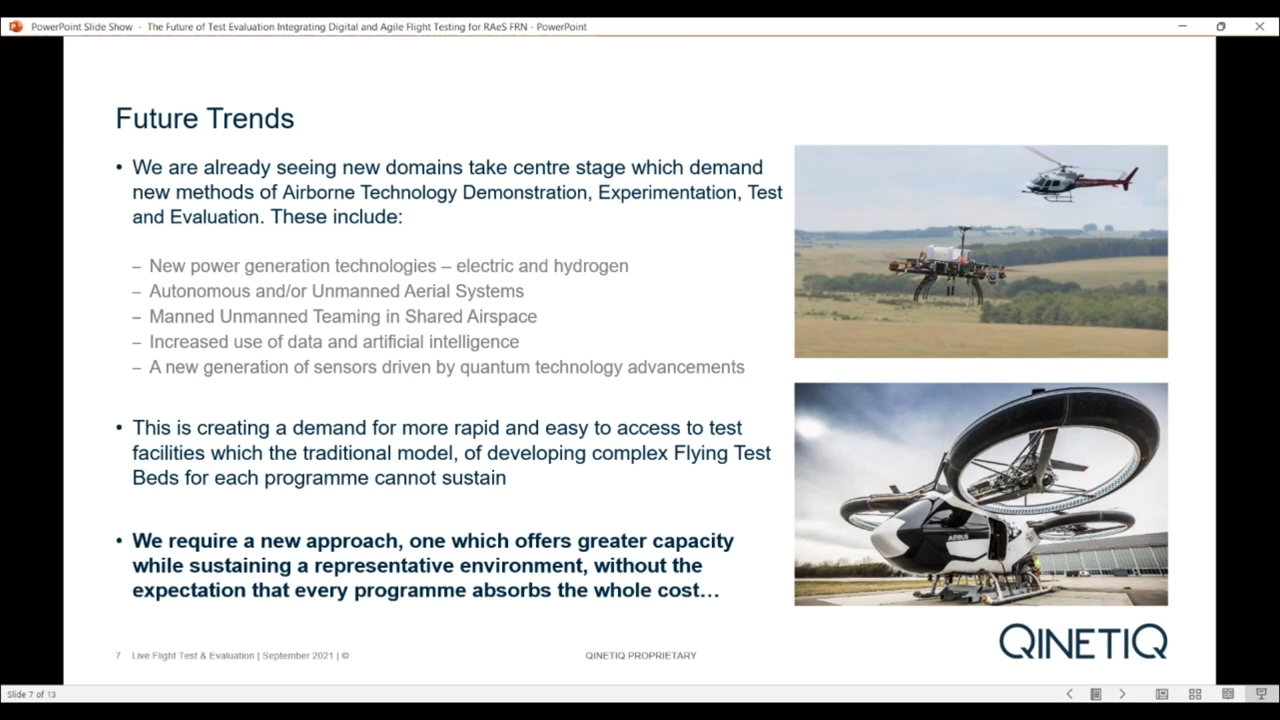 PowerPoint Slide Show - The Future of Test Evaluation Integrating Digital and Agile Flight Testing for RAeS FRN - PowerPoint
Future Trends
• We are already seeing new domains take centre stage which demand
new methods of Airborne Technology Demonstration, Experimentation, Test
and Evaluation. These include:
– New power generation technologies – electric and hydrogen
– Autonomous and/or Unmanned Aerial Systems
– Manned Unmanned Teaming in Shared Airspace
– Increased use of data and artificial intelligence
– A new generation of sensors driven by quantum technology advancements
• This is creating a demand for more rapid and easy to access to test
facilities which the traditional model, of developing complex Flying Test
Beds for each programme cannot sustain
• We require a new approach, one which offers greater capacity
while sustaining a representative environment, without the
expectation that every programme absorbs the whole cost…
AIRBUS
QINETIQ
7 Live Flight Test & Evaluation | September 2021 | ©
QINETIQ PROPRIETARY
Slide 7 of 13